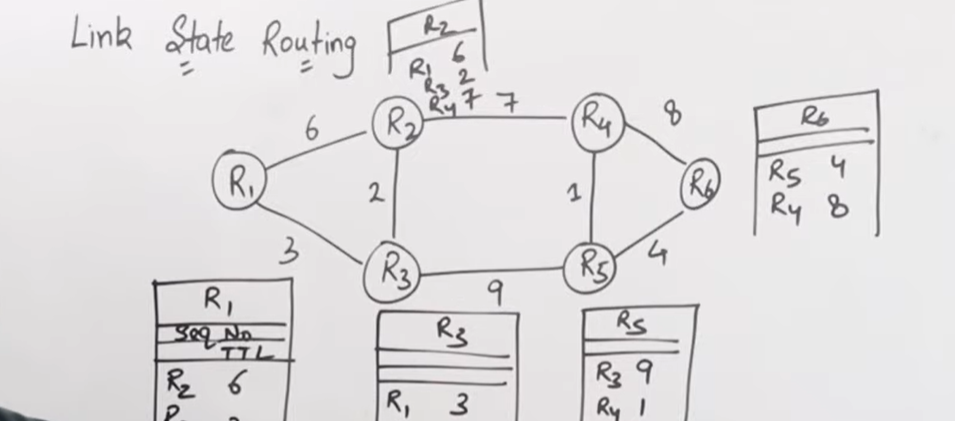 Link State Routing
R2
R1 6
R3 2
R4 7
6
R2
7
R4
8
R1
2
1
R6
3
R3
9
R5
4
R6
R5 4
R4 8
R1
Seq No
TTL
R2 6
R3
R1 3
R5
R3 9
R4 1